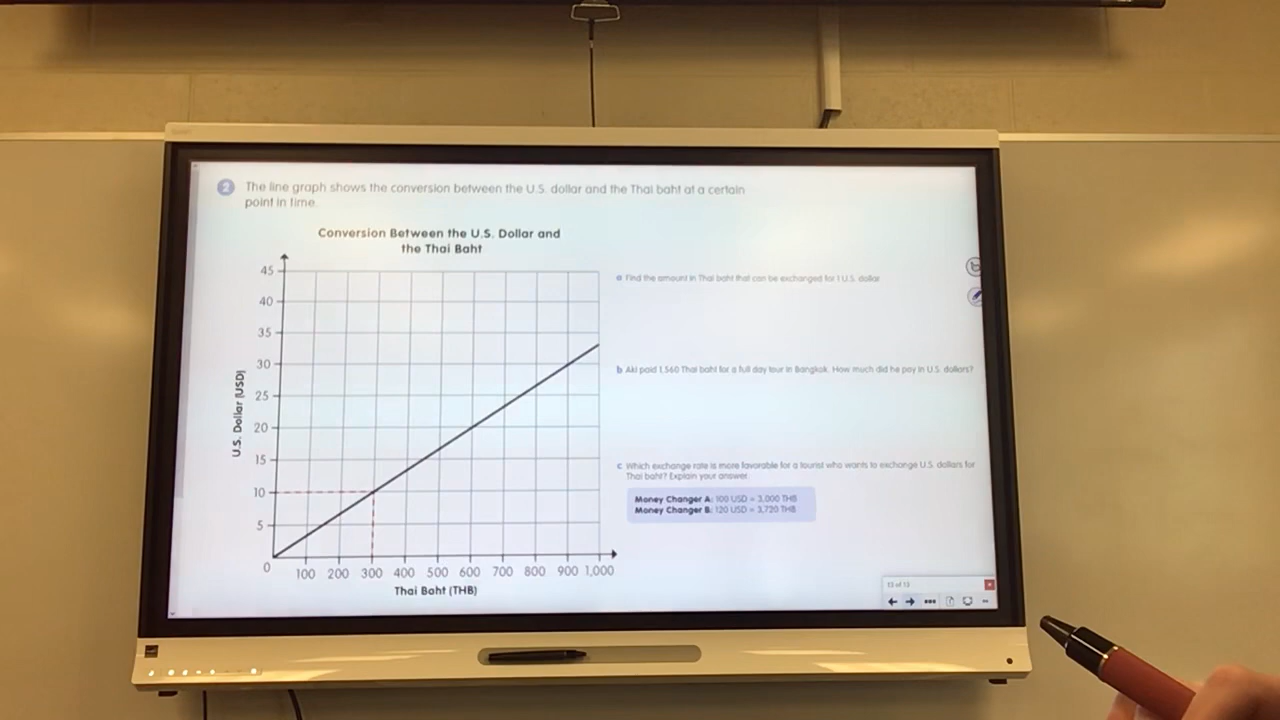 2 The line graph shows the conversion between the U.S. dollar and the Thai baht at a certain
point in time.
Conversion Between the U.S. Dollar and
the Thai Baht
45
40
35
30
25
20
15
10
5
0
U.S. Dollar (USD)
100 200 300 400 500 600 700 800 900 1,000
Thai Baht (THB)
a Find the amount in Thai baht that can be exchanged for 1 U.S. dollar.
b Aki paid 1,560 Thai baht for a full day tour in Bangkok. How much did he pay in U.S. dollars?
c Which exchange rate is more favorable for a tourist who wants to exchange U.S. dollars for
Thai baht? Explain your answer.
Money Changer A: 100 USD = 3,000 THB
Money Changer B: 120 USD = 3,720 THB
13 of 13